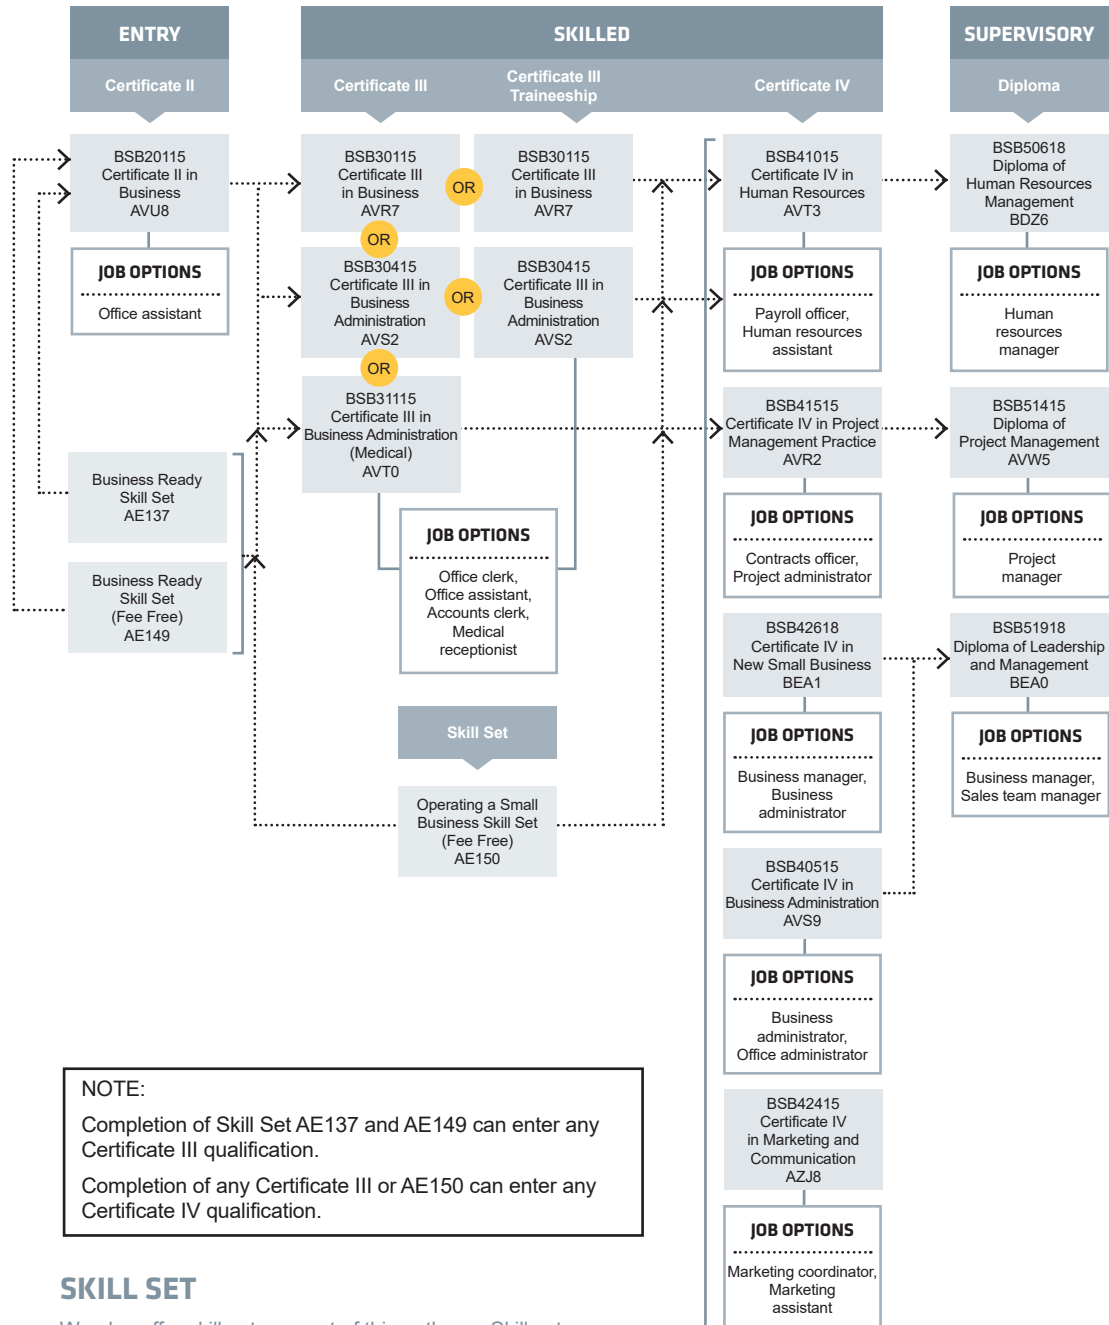 ENTRY
SKILLED
SUPERVISORY
Certificate II
Certificate III
Certificate III
Traineeship
Certificate IV
Diploma
BSB20115
Certificate II in
Business
AVU8
JOB OPTIONS
Office assistant
Business Ready
Skill Set
AE137
Business Ready
Skill Set
(Fee Free)
AE149
BSB30115
Certificate III
in Business
AVR7
OR
BSB30115
Certificate III
in Business
AVR7
OR
BSB30415
Certificate III in
Business
Administration
AVS2
OR
BSB30415
Certificate III in
Business
Administration
AVS2
OR
BSB31115
Certificate III in
Business Administration
(Medical)
AVT0
JOB OPTIONS
Office clerk,
Office assistant,
Accounts clerk,
Medical
receptionist
Skill Set
Operating a Small
Business Skill Set
(Fee Free)
AE150
BSB41015
Certificate IV in
Human Resources
AVT3
JOB OPTIONS
Payroll officer,
Human resources
assistant
BSB41515
Certificate IV in Project
Management Practice
AVR2
JOB OPTIONS
Contracts officer,
Project administrator
BSB42618
Certificate IV in
New Small Business
BEA1
JOB OPTIONS
Business manager,
Business
administrator
BSB40515
Certificate IV in
Business Administration
AVS9
JOB OPTIONS
Business
administrator,
Office administrator
BSB42415
Certificate IV
in Marketing and
Communication
AZJ8
JOB OPTIONS
Marketing coordinator,
Marketing
assistant
BSB50618
Diploma of
Human Resources
Management
BDZ6
JOB OPTIONS
Human
resources
manager
BSB51415
Diploma of
Project Management
AVW5
JOB OPTIONS
Project
manager
BSB51918
Diploma of Leadership
and Management
BEA0
JOB OPTIONS
Business manager,
Sales team manager
NOTE:
Completion of Skill Set AE137 and AE149 can enter any
Certificate III qualification.
Completion of any Certificate III or AE150 can enter any
Certificate IV qualification.
SKILL SET